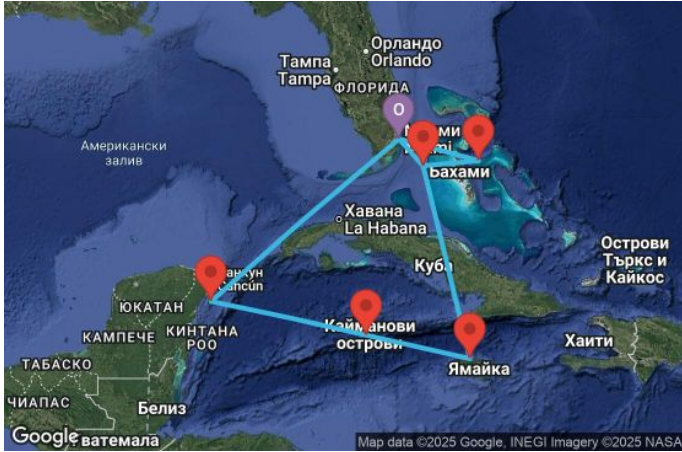 Орландо
Orlando
Тампа
Tampa
ФЛОРИДА
O
Американски
залив
Бахами
Хавана
La Habana
Куба
Острови
Търкс и
Кайкос
Cancún
ЮКАТАН
КАМПЕЧЕ
КИНТАНА
РОО
Кайманови
острови
Хаити
Ямайка
ТАБАСКО
ЧИАПАС
Белиз
Google
Map data ©2025 Google, INEGI Imagery ©2025 NASA